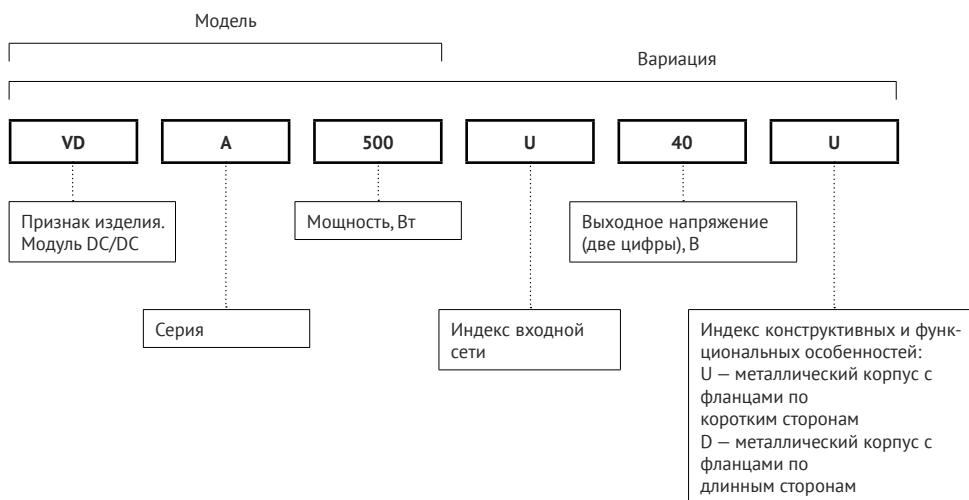 Модель
Вариация
VD
A
500
U
40
U
Признак изделия.
Модуль DC/DC
Мощность, Вт
Выходное напряжение
(две цифры), В
Серия
Индекс входной
сети
Индекс конструктивных и функ-
циональных особенностей:
U — металлический корпус с
фланцами по
коротким сторонам
D — металлический корпус с
фланцами по
длинным сторонам